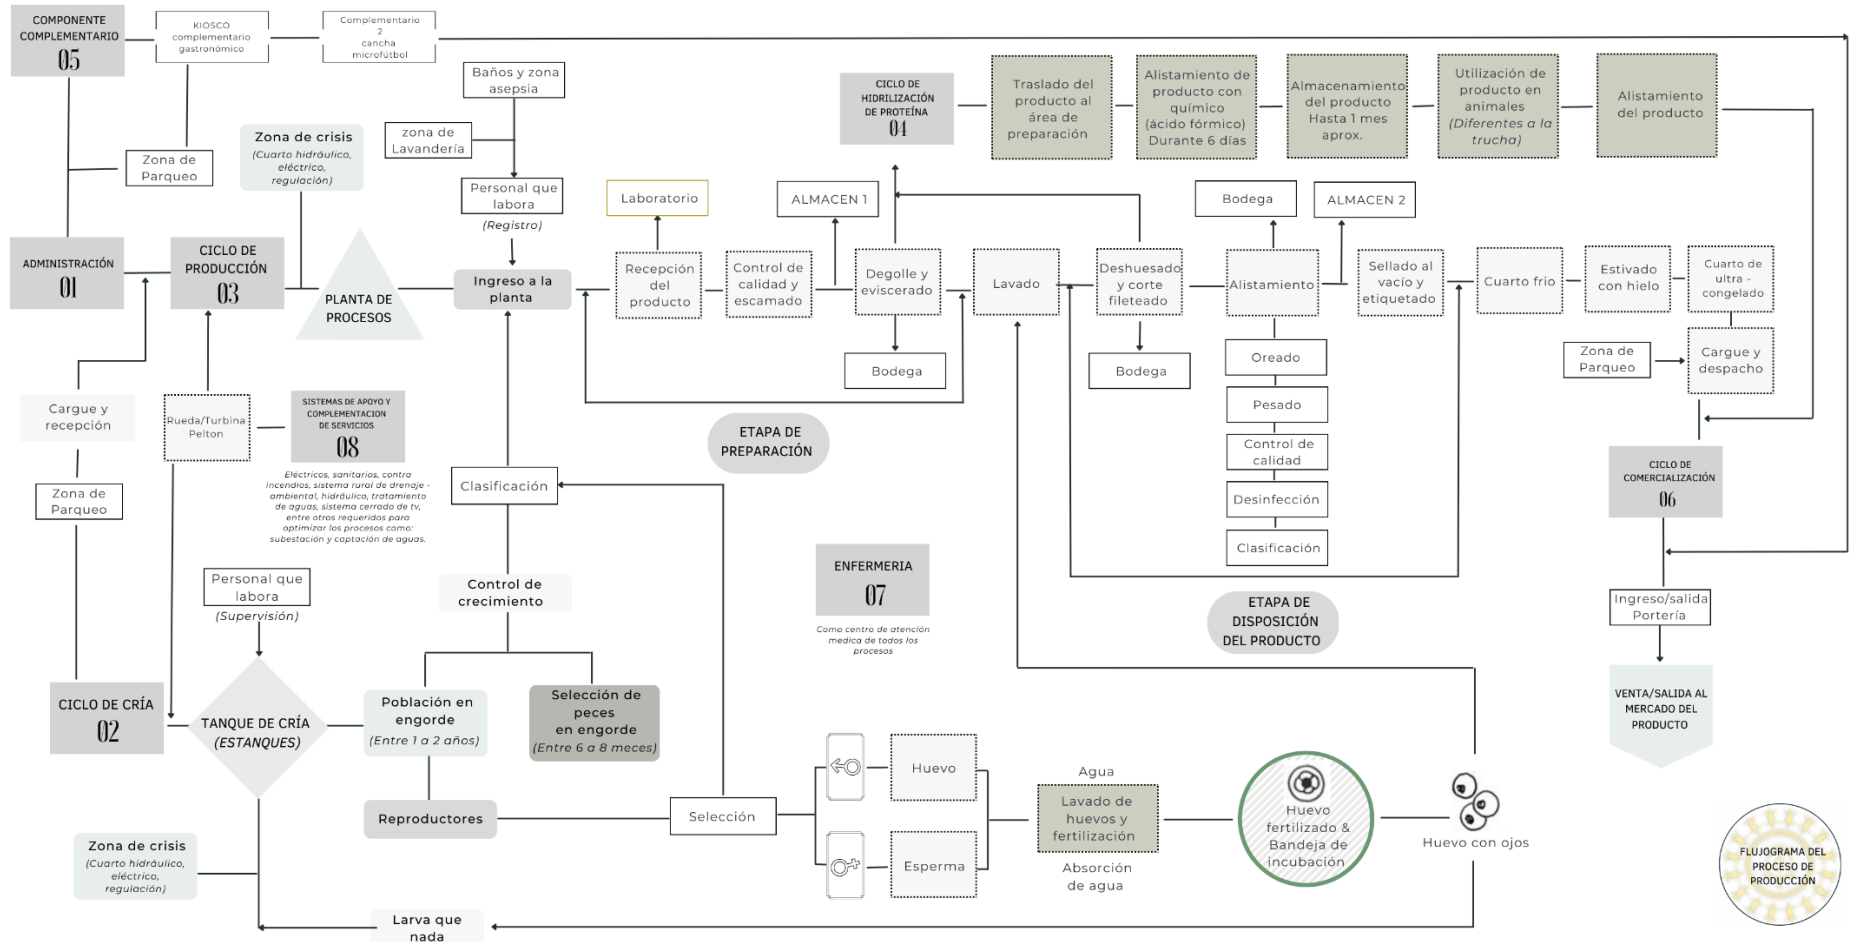 COMPONENTE
COMPLEMENTARIO
05
KIOSCO
complementario
gastronómico
Complementario
2
cancha
microfútbol
Zona de
Parqueo
Zona de crisis
(Cuarto hidráulico,
eléctrico,
regulación)
Baños y zona
asepsia
zona de
Lavandería
Personal que
labora
(Registro)
CICLO DE
HIDRILIZACIÓN
DE PROTEÍNA
04
Traslado del
producto al
área de
preparación
Alistamiento de
producto con
químico
(ácido fórmico)
Durante 6 días
Almacenamiento
del producto
Hasta 1 mes
aprox.
Utilización de
producto en
animales
(Diferentes a la
trucha)
Alistamiento
del producto
Laboratorio
ALMACEN 1
Bodega
ALMACEN 2
ADMINISTRACIÓN
01
CICLO DE
PRODUCCIÓN
03
PLANTA DE
PROCESOS
Ingreso a la
planta
Recepción
del
producto
Control de
calidad y
escamado
Degolle y
eviscerado
Lavado
Deshuesado
y corte
fileteado
Alistamiento
Sellado al
vacío y
etiquetado
Cuarto frio
Estivado
con hielo
Cuarto de
ultra -
congelado
Bodega
Bodega
Oreado
Pesado
Control de
calidad
Desinfección
Clasificación
Zona de
Parqueo
Cargue y
despacho
Cargue y
recepción
Rueda/Turbina
Pelton
SISTEMAS DE APOYO Y
COMPLEMENTACION
DE SERVICIOS
08
Eléctricos, sanitarios, contra
incendios, sistema rural de drenaje -
ambiental, hidráulico, tratamiento
de aguas, sistema cerrado de tv,
entre otros requeridos para
optimizar los procesos como:
subestación y captación de aguas.
ETAPA DE
PREPARACIÓN
Zona de
Parqueo
Clasificación
CICLO DE
COMERCIALIZACIÓN
06
Personal que
labora
(Supervisión)
Control de
crecimiento
ENFERMERIA
07
Como centro de atención
medica de todos los
procesos
ETAPA DE
DISPOSICIÓN
DEL PRODUCTO
Ingreso/salida
Portería
CICLO DE CRÍA
02
TANQUE DE CRÍA
(ESTANQUES)
Población en
engorde
(Entre 1 a 2 años)
Selección de
peces
en engorde
(Entre 6 a 8 meces)
VENTA/SALIDA AL
MERCADO DEL
PRODUCTO
Reproductores
Selección
Huevo
Esperma
Agua
Lavado de
huevos y
fertilización
Absorción
de agua
Huevo
fertilizado &
Bandeja de
incubación
Huevo con ojos
Zona de crisis
(Cuarto hidráulico,
eléctrico,
regulación)
Larva que
nada
FLUJOGRAMA DEL
PROCESO DE
PRODUCCIÓN